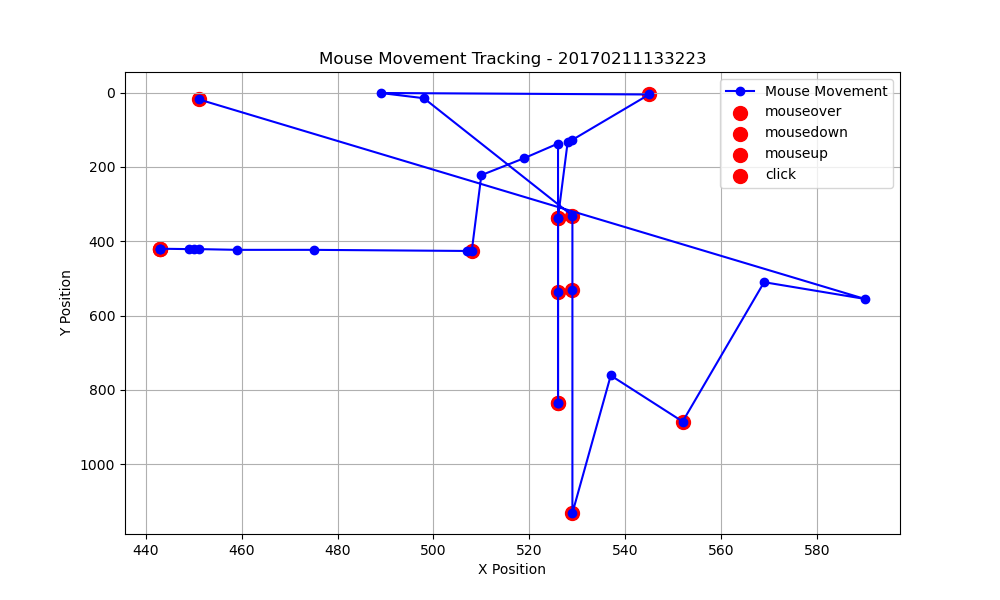 Mouse Movement Tracking - 20170211133223
Mouse Movement
mouseover
mousedown
mouseup
click
0
200
400
600
800
1000
Y Position
440 460 480 500 520 540 560 580
X Position